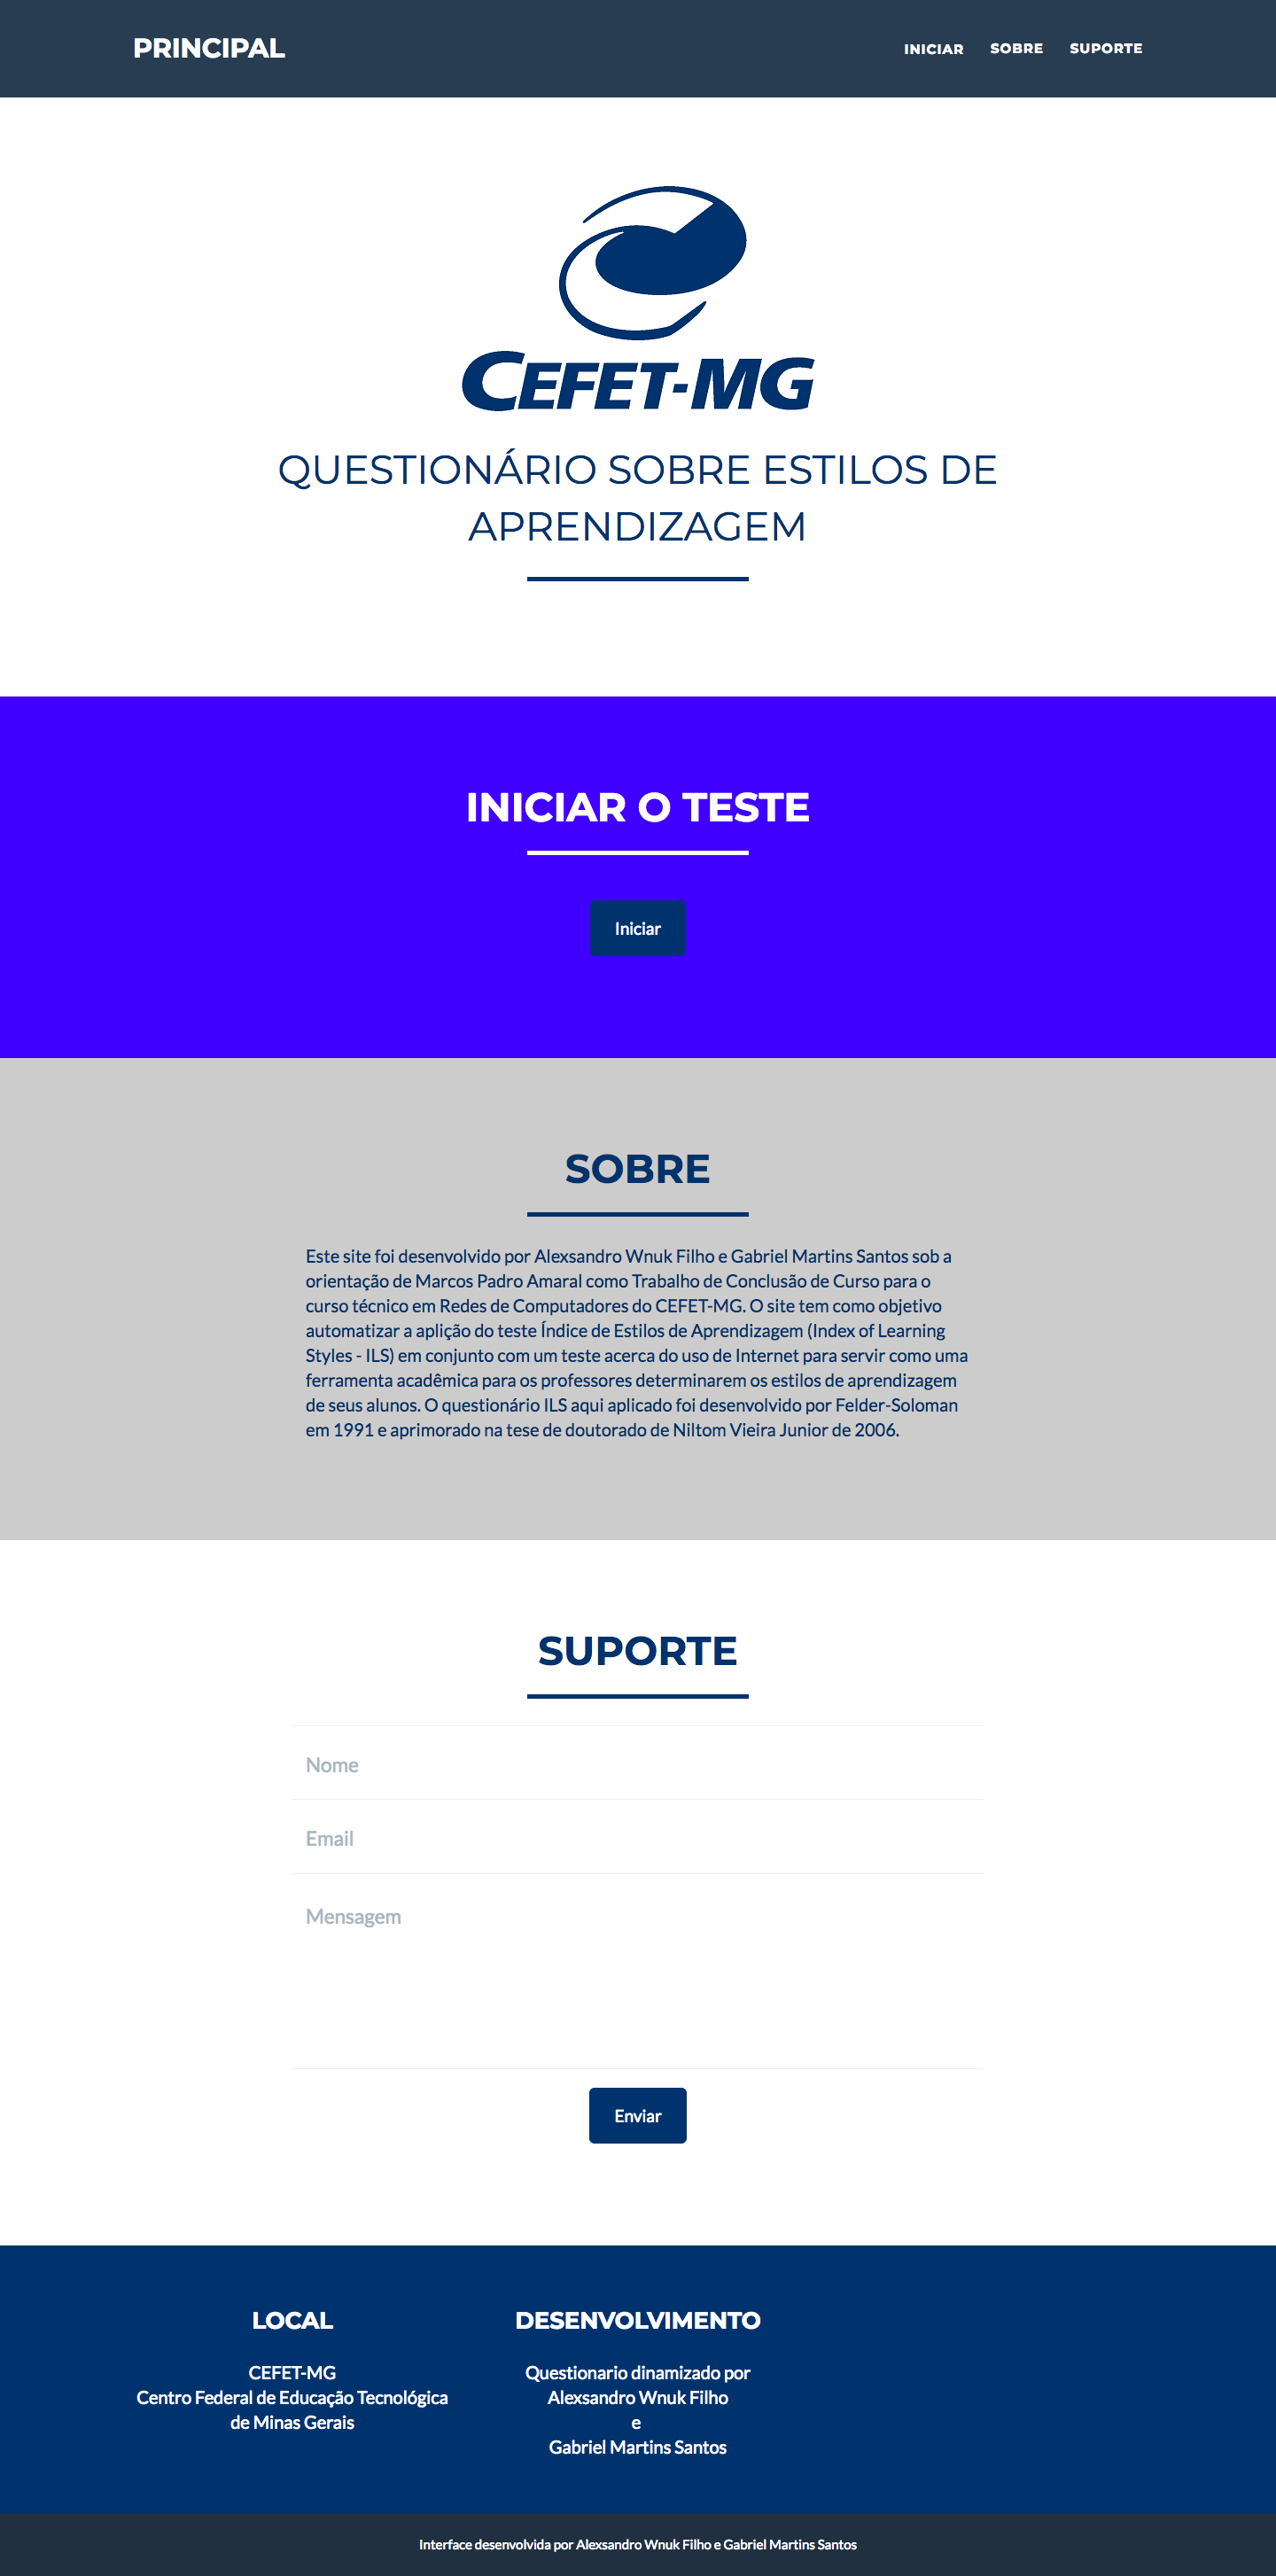 PRINCIPAL
INICIAR SOBRE SUPORTE
CEFET-MG
QUESTIONÁRIO SOBRE ESTILOS DE
APRENDIZAGEM
INICIAR O TESTE
Iniciar
SOBRE
Este site foi desenvolvido por Alexsandro Wnuk Filho e Gabriel Martins Santos sob a
orientação de Marcos Padro Amaral como Trabalho de Conclusão de Curso para o
curso técnico em Redes de Computadores do CEFET-MG. O site tem como objetivo
automatizar a aplição do teste Índice de Estilos de Aprendizagem (Index of Learning
Styles - ILS) em conjunto com um teste acerca do uso de Internet para servir como uma
ferramenta acadêmica para os professores determinarem os estilos de aprendizagem
de seus alunos. O questionário ILS aqui aplicado foi desenvolvido por Felder-Soloman
em 1991 e aprimorado na tese de doutorado de Niltom Vieira Junior de 2006.
SUPORTE
Nome
Email
Mensagem
Enviar
LOCAL
CEFET-MG
Centro Federal de Educação Tecnológica
de Minas Gerais
DESENVOLVIMENTO
Questionario dinamizado por
Alexsandro Wnuk Filho
e
Gabriel Martins Santos
Interface desenvolvida por Alexsandro Wnuk Filho e Gabriel Martins Santos